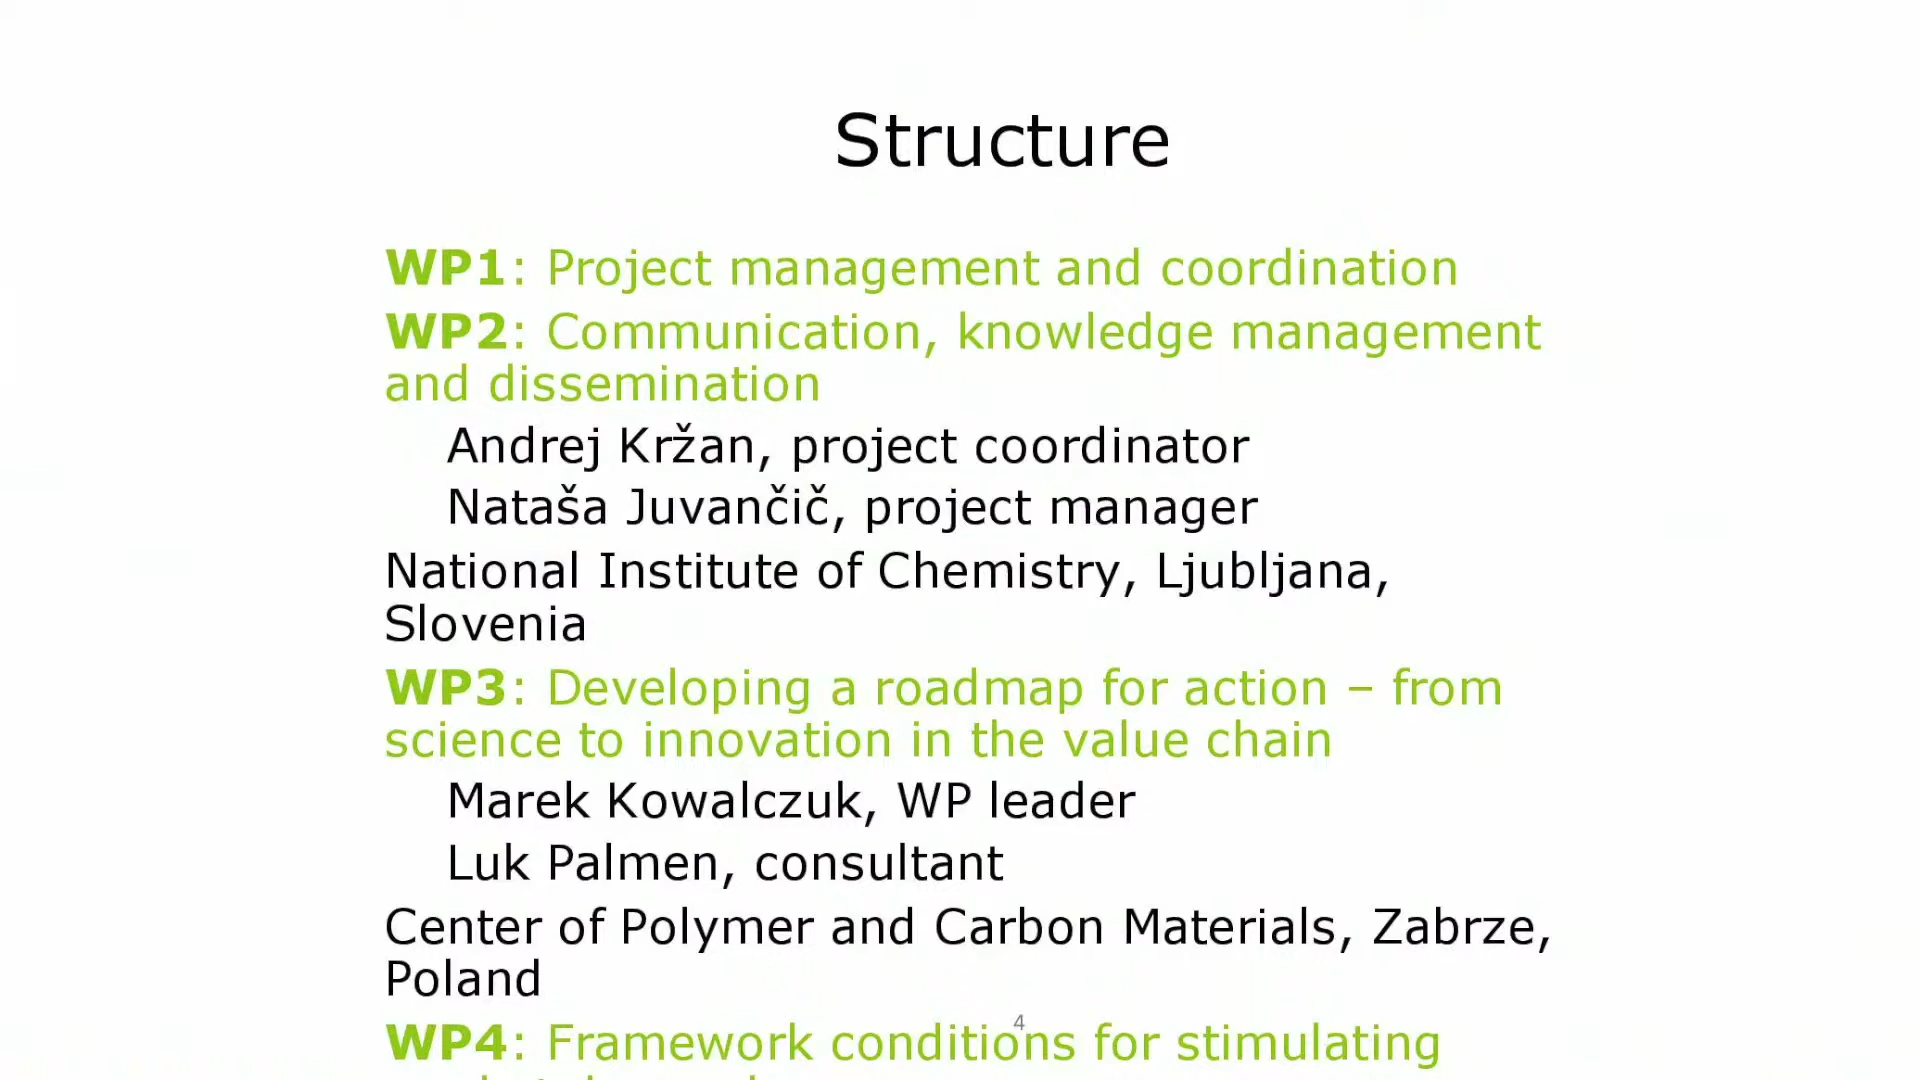 Structure
WP1: Project management and coordination
WP2: Communication, knowledge management
and dissemination
Andrej Kržan, project coordinator
Nataša Juvančič, project manager
National Institute of Chemistry, Ljubljana,
Slovenia
WP3: Developing a roadmap for action – from
science to innovation in the value chain
Marek Kowalczuk, WP leader
Luk Palmen, consultant
Center of Polymer and Carbon Materials, Zabrze,
Poland
4
WP4: Framework conditions for stimulating